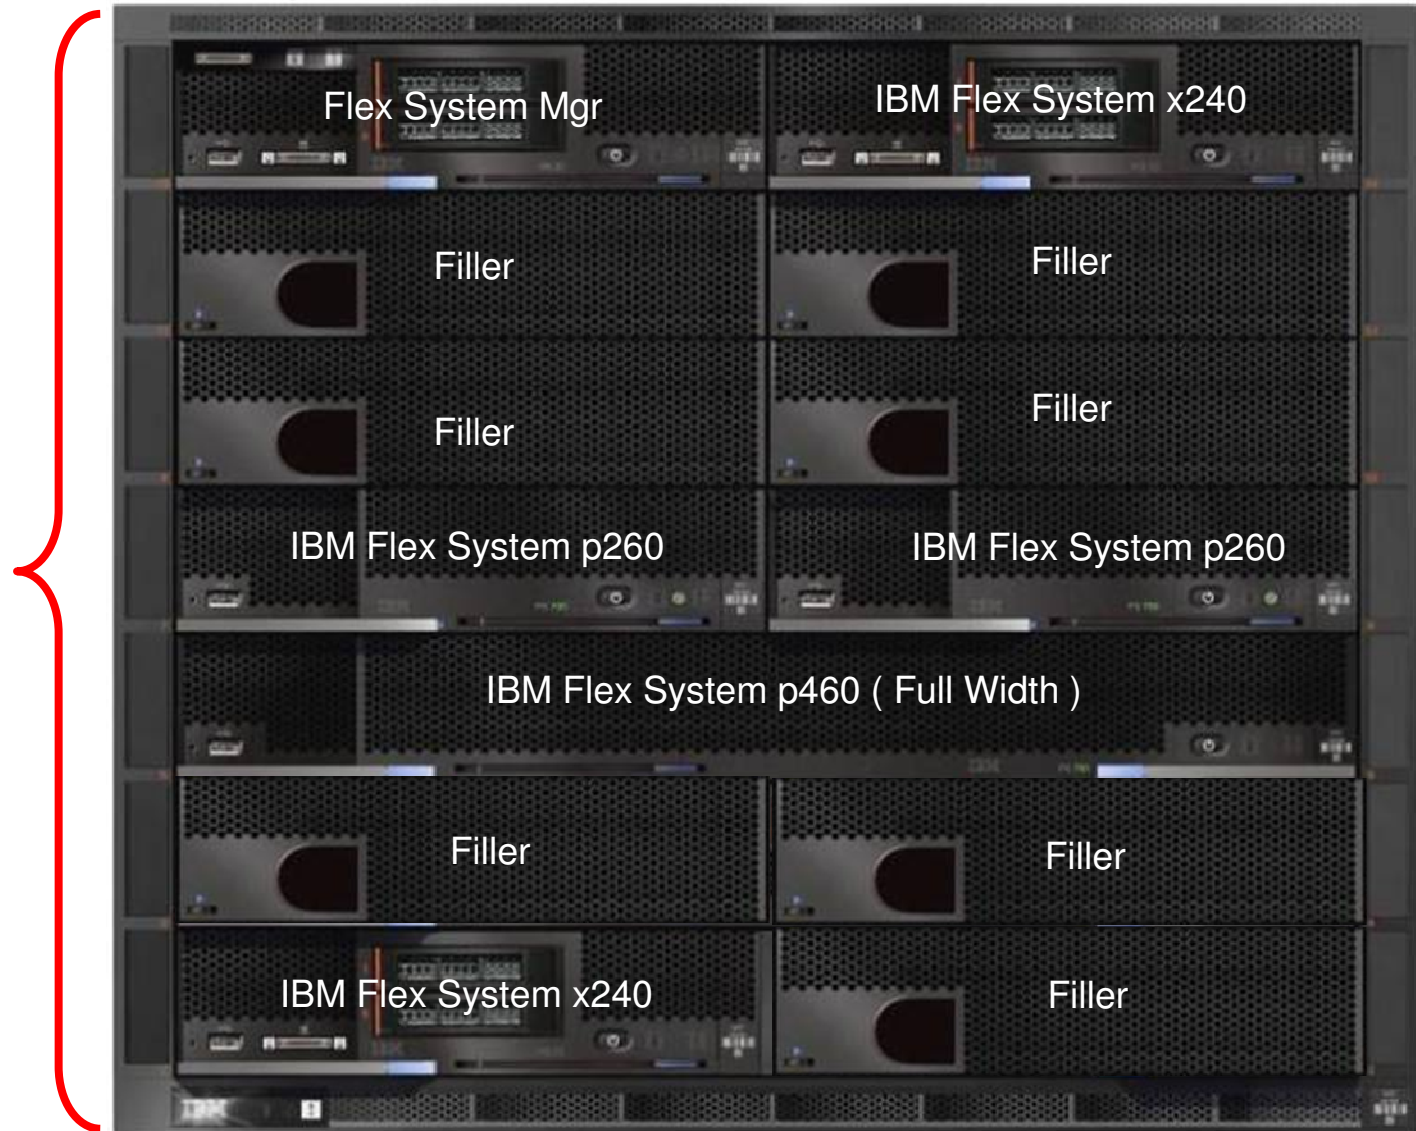 Flex System Mgr
IBM Flex System x240
Filler
Filler
Filler
Filler
IBM Flex System p260
IBM Flex System p260
IBM Flex System p460 ( Full Width )
Filler
Filler
IBM Flex System x240
Filler
IBM